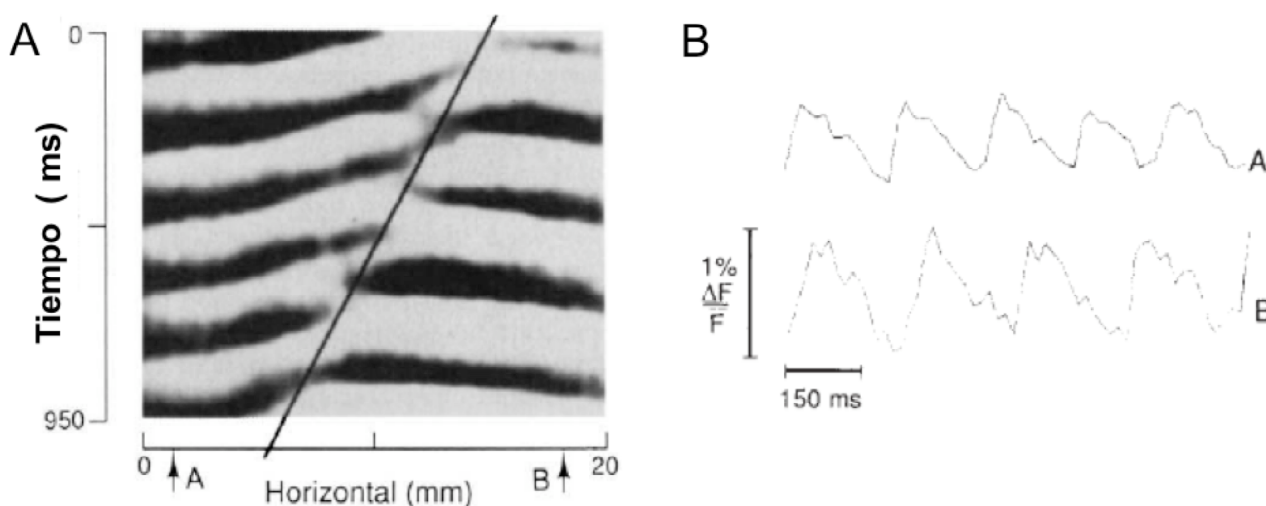 A
0
Tiempo ( ms)
950
0
20
A
B
Horizontal (mm)
B
A
1%
ΔF
F
B
150 ms